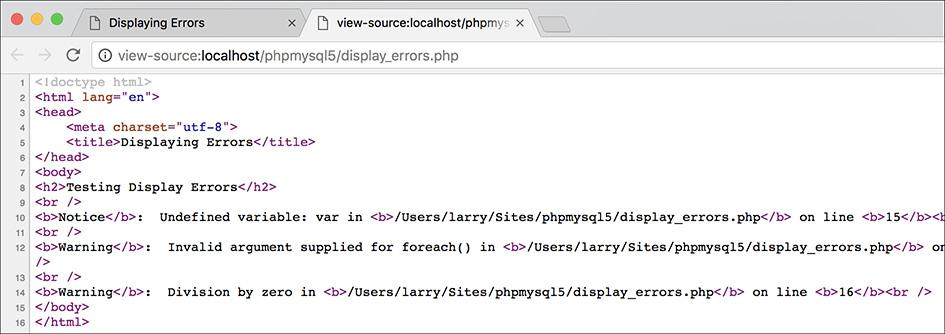 Displaying Errors
view-source:localhost/phpmys
view-source:localhost/phpmysql5/display_errors.php
1 <!doctype html>
2 <html lang="en">
3 <head>
4 <meta charset="utf-8">
5 <title>Displaying Errors</title>
6 </head>
7 <body>
8 <h2>Testing Display Errors</h2>
9 <br />
10 <b>Notice</b>:  Undefined variable: var in <b>/Users/larry/Sites/phpmysql5/display_errors.php</b> on line <b>15</b><b
11 <br />
12 <b>Warning</b>:  Invalid argument supplied for foreach() in <b>/Users/larry/Sites/phpmysql5/display_errors.php</b> on
/>
13 <br />
14 <b>Warning</b>:  Division by zero in <b>/Users/larry/Sites/phpmysql5/display_errors.php</b> on line <b>16</b><br />
15 </body>
16 </html>